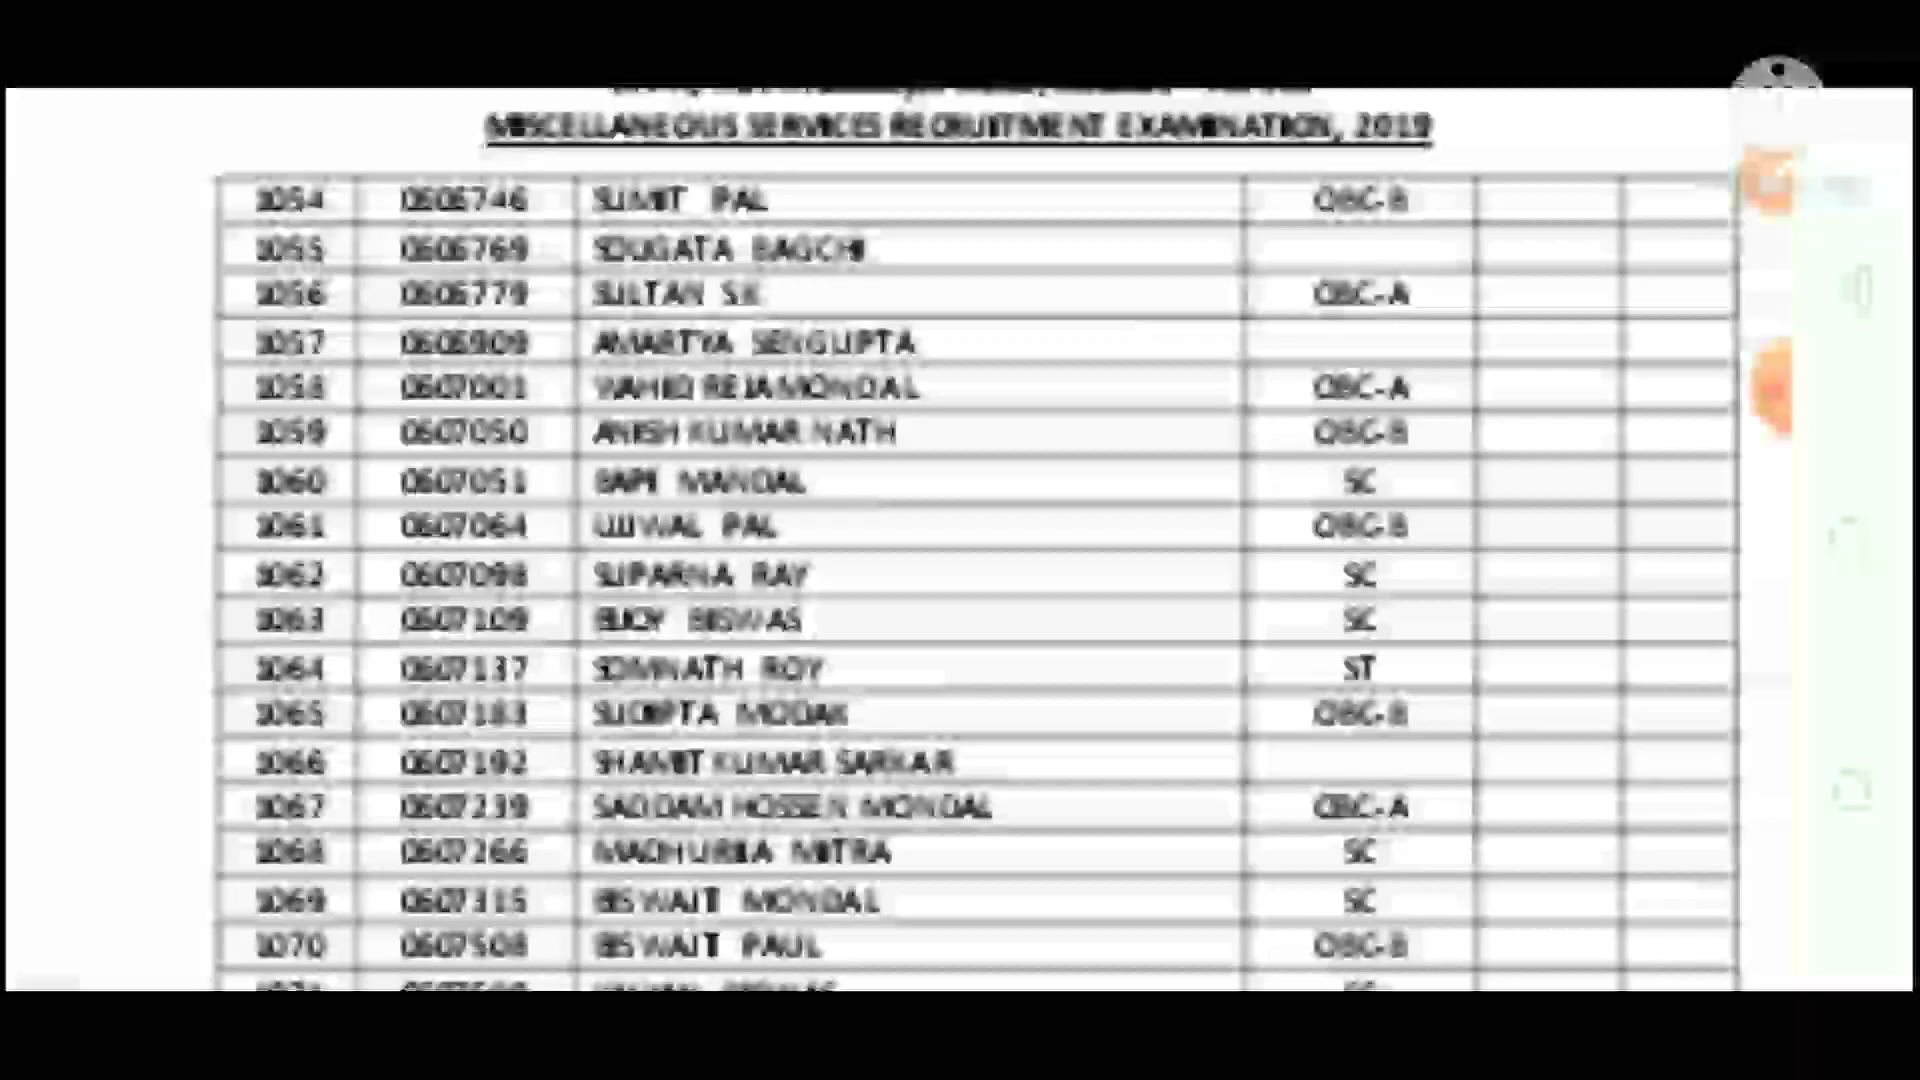 MISCELLANEOUS SERVICES RECRUITMENT EXAMINATION, 2019
1054 0606746 SUMIT PAL OBC-B
1055 0606769 SOUGATA BAGCHI
1056 0606779 SULTAN SK OBC-A
1057 0606909 AMARTYA SENGUPTA
1058 0607001 WAHID REJA MONDAL OBC-A
1059 0607050 ANISH KUMAR NATH OBC-B
1060 0607051 BAPI MANDAL SC
1061 0607064 UJJWAL PAL OBC-B
1062 0607098 SUPARNA RAY SC
1063 0607109 BIJOY BISWAS SC
1064 0607137 SOMNATH ROY ST
1065 0607183 SUDIPTA MODAK OBC-B
1066 0607192 SHAMIT KUMAR SARKAR
1067 0607239 SADDAM HOSSEN MONDAL OBC-A
1068 0607266 MADHURIA MITRA SC
1069 0607315 BISWAJIT MONDAL SC
1070 0607508 BISWAJIT PAUL OBC-B